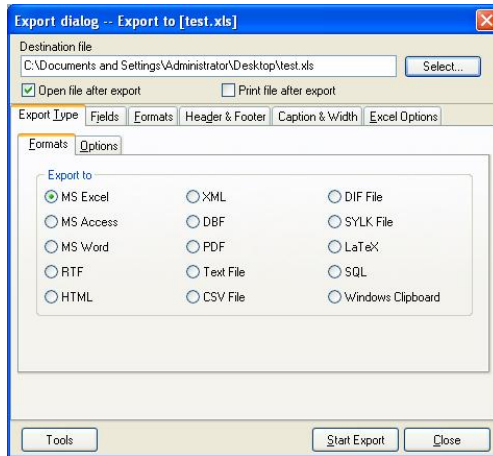 Export dialog -- Export to [test.xls]
Destination file
C:\Documents and Settings\Administrator\Desktop\test.xls
Select...
Open file after export Print file after export
Export Type Fields Formats Header & Footer Caption & Width Excel Options
Formats Options
Export to
MS Excel XML DIF File
MS Access DBF SYLK File
MS Word PDF LaTeX
RTF Text File SQL
HTML CSV File Windows Clipboard
Tools Start Export Close